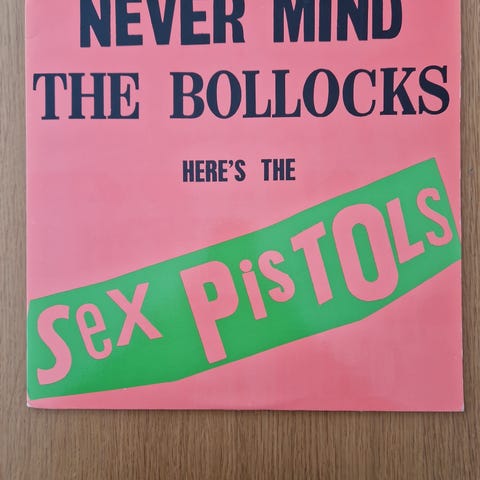 NEVER MIND
THE BOLLOCKS
HERE'S THE
Sex PisTOLs